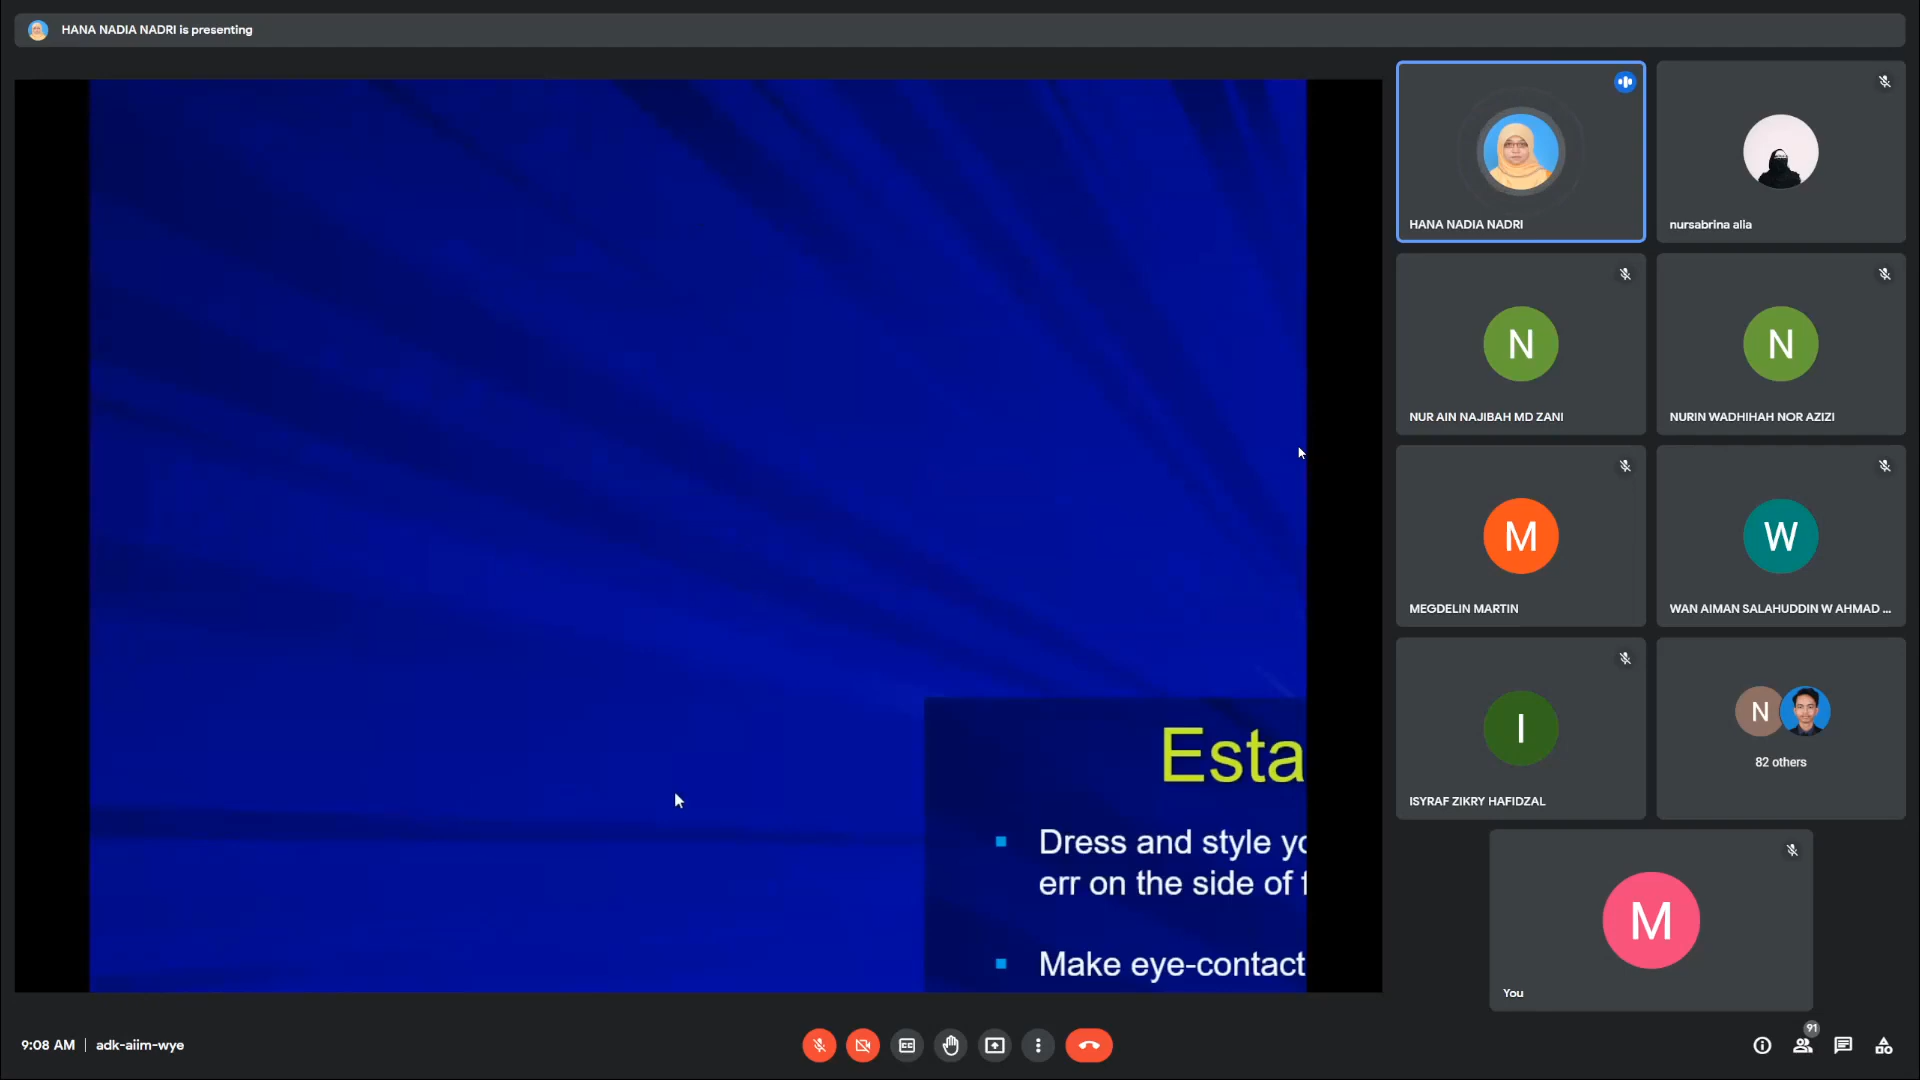 HANA NADIA NADRI is presenting
HANA NADIA NADRI
nursabrina alia
N
N
NUR AIN NAJIBAH MD ZANI
NURIN WADHIHAH NOR AZIZI
M
W
MEGDELIN MARTIN
WAN AIMAN SALAHUDDIN W AHMAD ...
I
N
82 others
ISYRAF ZIKRY HAFIDZAL
M
You
Esta
Dress and style yo
err on the side of f
Make eye-contact
9:08 AM | adk-aiim-wye
91